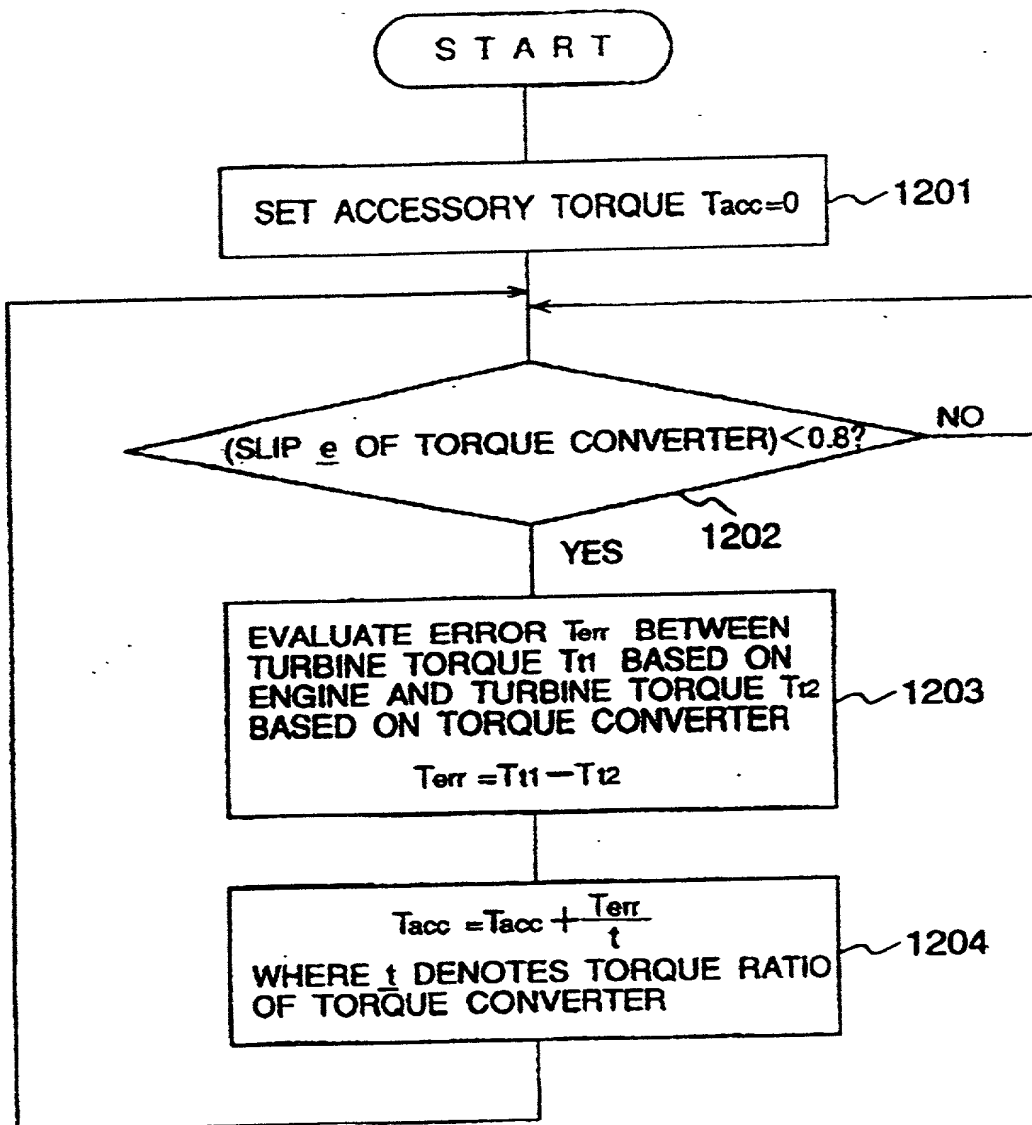 START
SET ACCESSORY TORQUE Tacc=0
1201
(SLIP e OF TORQUE CONVERTER)<0.8?
NO
1202
YES
EVALUATE ERROR Terr BETWEEN
TURBINE TORQUE Tt1 BASED ON
ENGINE AND TURBINE TORQUE Tt2
BASED ON TORQUE CONVERTER
Terr=Tt1-Tt2
1203
Tacc=Tacc+Terr/t
WHERE t DENOTES TORQUE RATIO
OF TORQUE CONVERTER
1204